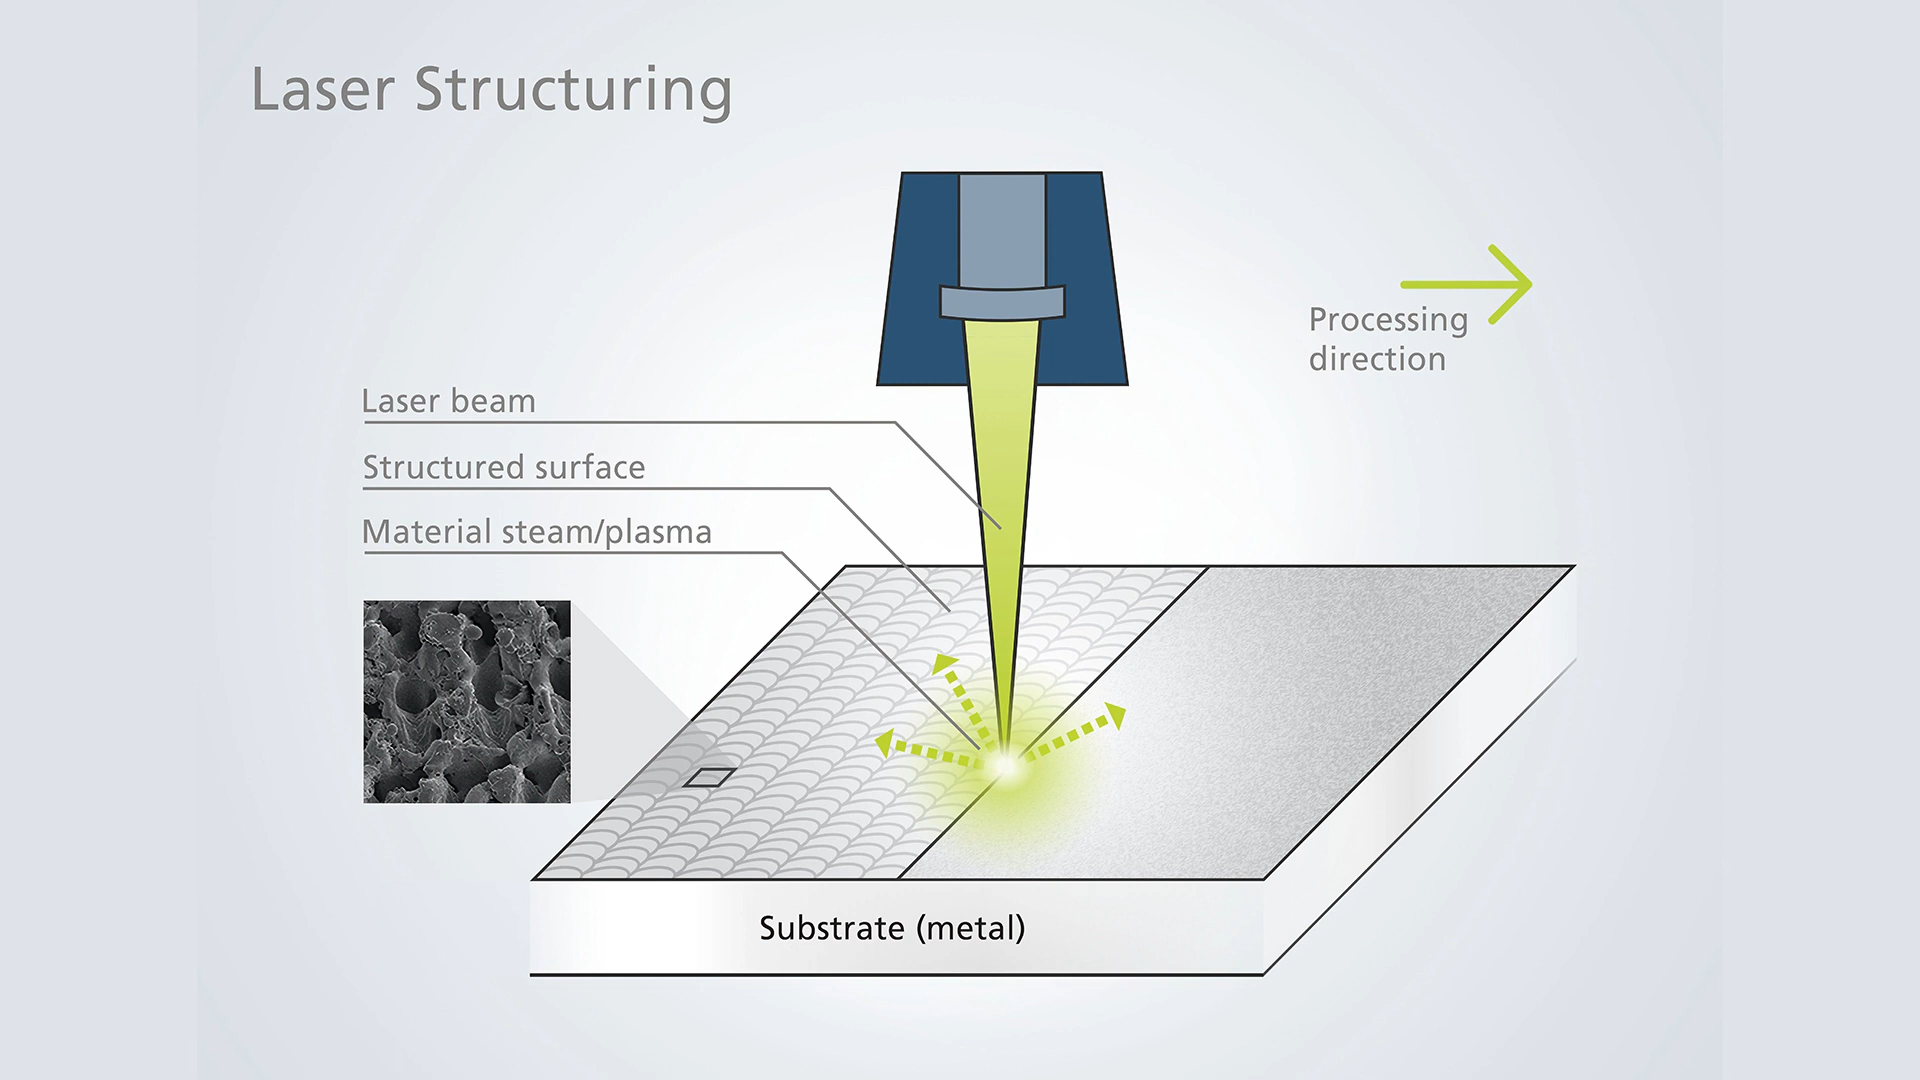 Laser Structuring
Processing
direction
Laser beam
Structured surface
Material steam/plasma
Substrate (metal)